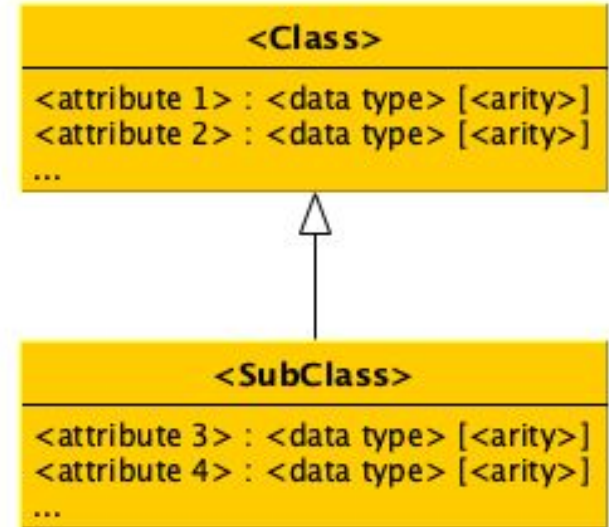 <Class>
<attribute 1> : <data type> [<arity>]
<attribute 2> : <data type> [<arity>]
...
<SubClass>
<attribute 3> : <data type> [<arity>]
<attribute 4> : <data type> [<arity>]
...